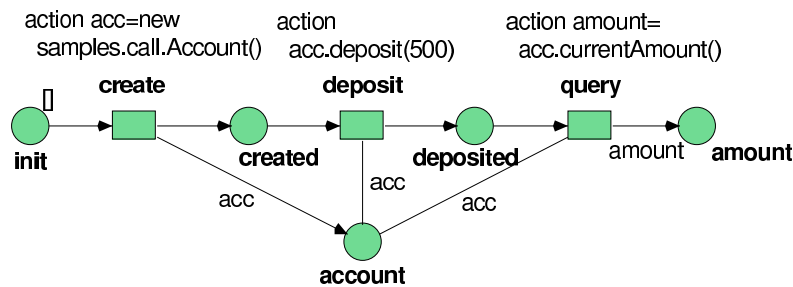 action acc=new
samples.call.Account()
action
acc.deposit(500)
action amount=
acc.currentAmount()
create
deposit
query
[]
init
created
deposited
amount
amount
acc
acc
acc
account